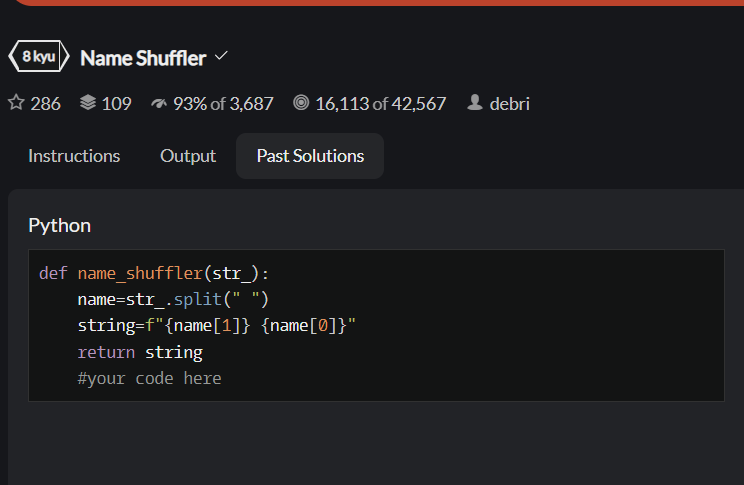 8 kyu Name Shuffler
286 109 93% of 3,687 16,113 of 42,567 debri
Instructions Output Past Solutions
Python
def name_shuffler(str_):
    name=str_.split(" ")
    string=f"{name[1]} {name[0]}"
    return string
    #your code here